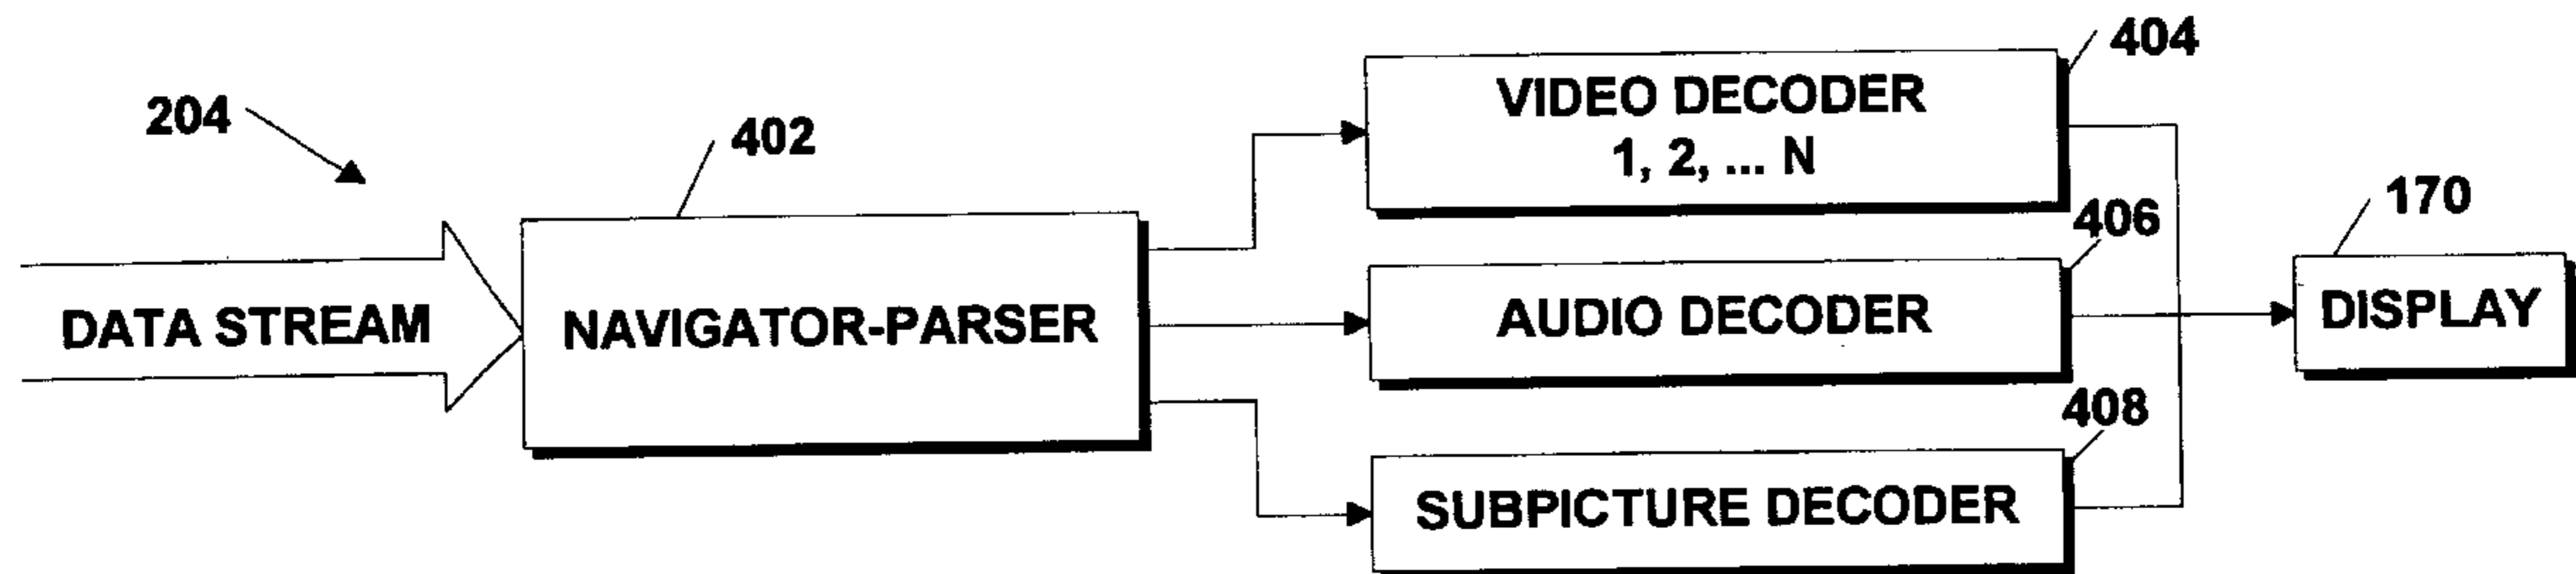 204
DATA STREAM
402
NAVIGATOR-PARSER
404
VIDEO DECODER
1, 2, ... N
406
AUDIO DECODER
408
SUBPICTURE DECODER
170
DISPLAY